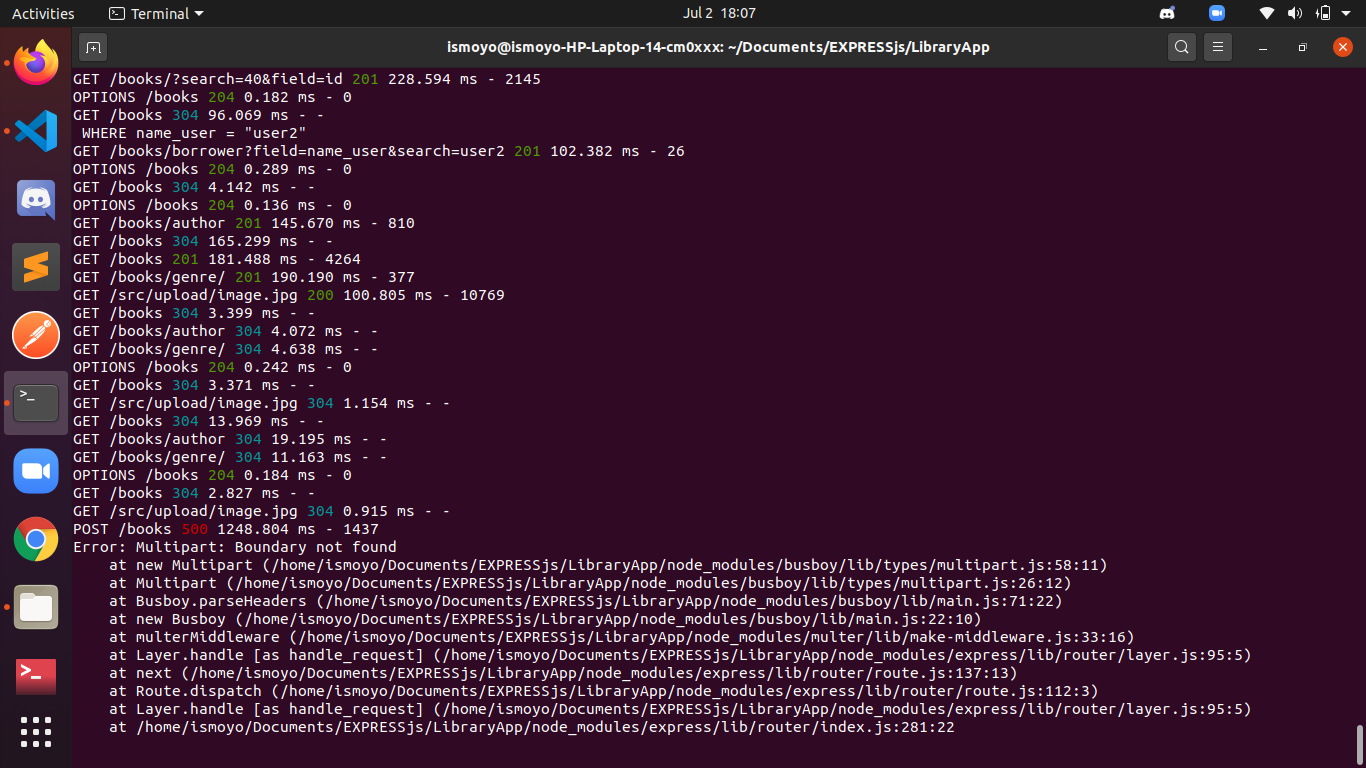 Activities
Terminal
Jul 2 18:07
ismoyo@ismoyo-HP-Laptop-14-cm0xxx: ~/Documents/EXPRESSjs/LibraryApp
GET /books/?search=40&field=id 201 228.594 ms - 2145
OPTIONS /books 204 0.182 ms - 0
GET /books 304 96.069 ms - -
WHERE name_user = "user2"
GET /books/borrower?field=name_user&search=user2 201 102.382 ms - 26
OPTIONS /books 204 0.289 ms - 0
GET /books 304 4.142 ms - -
OPTIONS /books 204 0.136 ms - 0
GET /books/author 201 145.670 ms - 810
GET /books 304 165.299 ms - -
GET /books 201 181.488 ms - 4264
GET /books/genre/ 201 190.190 ms - 377
GET /src/upload/image.jpg 200 100.805 ms - 10769
GET /books 304 3.399 ms - -
GET /books/author 304 4.072 ms - -
GET /books/genre/ 304 4.638 ms - -
OPTIONS /books 204 0.242 ms - 0
GET /books 304 3.371 ms - -
GET /src/upload/image.jpg 304 1.154 ms - -
GET /books 304 13.969 ms - -
GET /books/author 304 19.195 ms - -
GET /books/genre/ 304 11.163 ms - -
OPTIONS /books 204 0.184 ms - 0
GET /books 304 2.827 ms - -
GET /src/upload/image.jpg 304 0.915 ms - -
POST /books 500 1248.804 ms - 1437
Error: Multipart: Boundary not found
at new Multipart (/home/ismoyo/Documents/EXPRESSjs/LibraryApp/node_modules/busboy/lib/types/multipart.js:58:11)
at Multipart (/home/ismoyo/Documents/EXPRESSjs/LibraryApp/node_modules/busboy/lib/types/multipart.js:26:12)
at Busboy.parseHeaders (/home/ismoyo/Documents/EXPRESSjs/LibraryApp/node_modules/busboy/lib/main.js:71:22)
at new Busboy (/home/ismoyo/Documents/EXPRESSjs/LibraryApp/node_modules/busboy/lib/main.js:22:10)
at multerMiddleware (/home/ismoyo/Documents/EXPRESSjs/LibraryApp/node_modules/multer/lib/make-middleware.js:33:16)
at Layer.handle [as handle_request] (/home/ismoyo/Documents/EXPRESSjs/LibraryApp/node_modules/express/lib/router/layer.js:95:5)
at next (/home/ismoyo/Documents/EXPRESSjs/LibraryApp/node_modules/express/lib/router/route.js:137:13)
at Route.dispatch (/home/ismoyo/Documents/EXPRESSjs/LibraryApp/node_modules/express/lib/router/route.js:112:3)
at Layer.handle [as handle_request] (/home/ismoyo/Documents/EXPRESSjs/LibraryApp/node_modules/express/lib/router/layer.js:95:5)
at /home/ismoyo/Documents/EXPRESSjs/LibraryApp/node_modules/express/lib/router/index.js:281:22